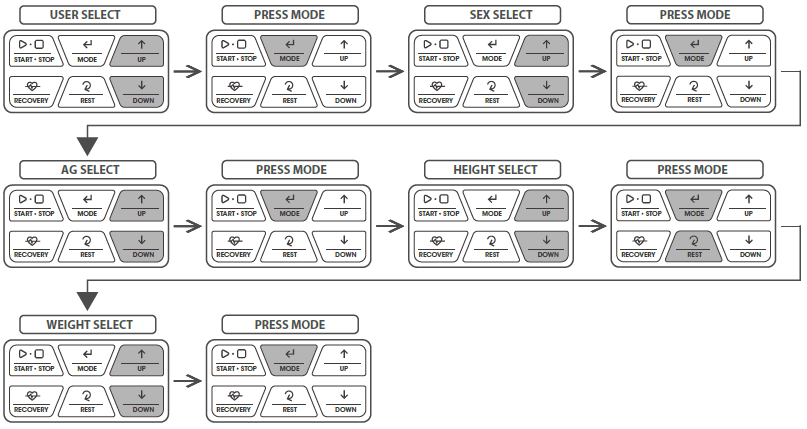 USER SELECT PRESS MODE SEX SELECT PRESS MODE
START • STOP MODE UP START • STOP MODE UP START • STOP MODE UP START • STOP MODE UP
RECOVERY REST DOWN RECOVERY REST DOWN RECOVERY REST DOWN RECOVERY REST DOWN
AG SELECT PRESS MODE HEIGHT SELECT PRESS MODE
START • STOP MODE UP START • STOP MODE UP START • STOP MODE UP START • STOP MODE UP
RECOVERY REST DOWN RECOVERY REST DOWN RECOVERY REST DOWN RECOVERY REST DOWN
WEIGHT SELECT PRESS MODE
START • STOP MODE UP START • STOP MODE UP
RECOVERY REST DOWN RECOVERY REST DOWN